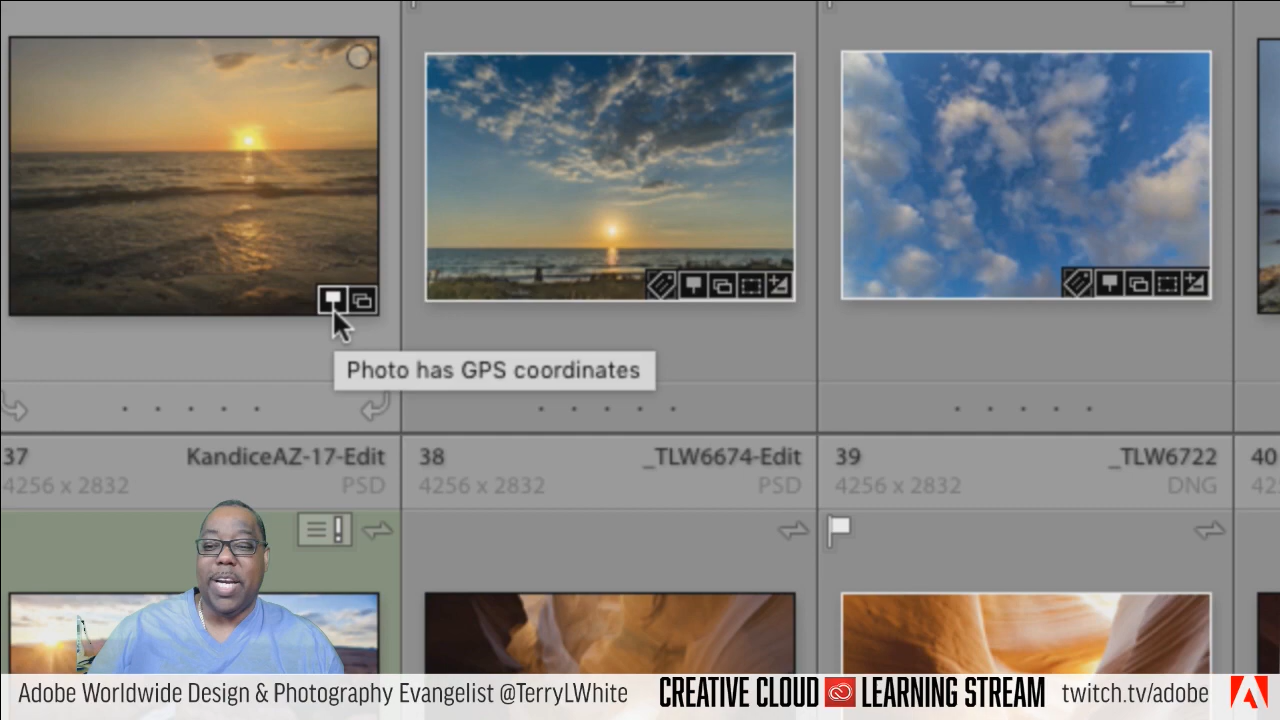 Photo has GPS coordinates
37 KandiceAZ-17-Edit
4256 x 2832 PSD
38 _TLW6674-Edit
4256 x 2832 PSD
39 _TLW6722
4256 x 2832 DNG
40
42
Adobe Worldwide Design & Photography Evangelist @TerryLWhite CREATIVE CLOUD LEARNING STREAM twitch.tv/adobe